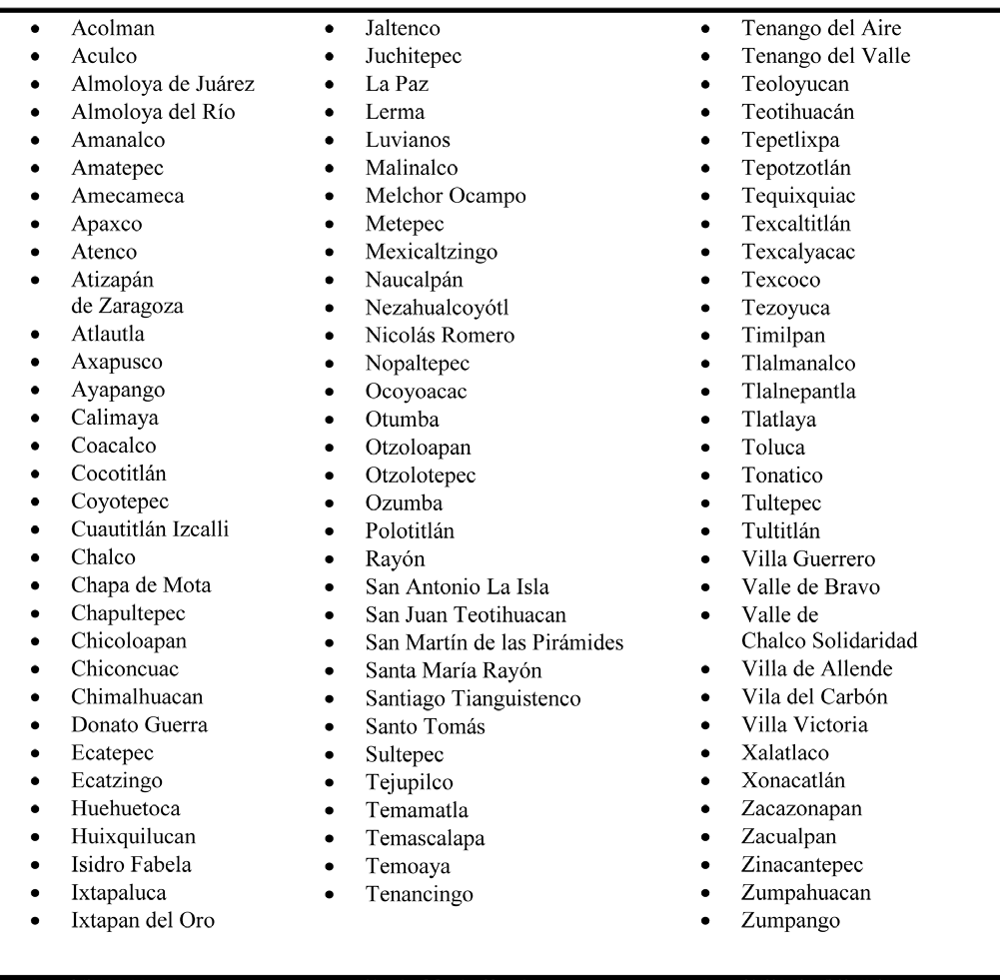 • Acolman
• Aculco
• Almoloya de Juárez
• Almoloya del Río
• Amanalco
• Amatepec
• Amecameca
• Apaxco
• Atenco
• Atizapán
de Zaragoza
• Atlautla
• Axapusco
• Ayapango
• Calimaya
• Coacalco
• Cocotitlán
• Coyotepec
• Cuautitlán Izcalli
• Chalco
• Chapa de Mota
• Chapultepec
• Chicoloapan
• Chiconcuac
• Chimalhuacan
• Donato Guerra
• Ecatepec
• Ecatzingo
• Huehuetoca
• Huixquilucan
• Isidro Fabela
• Ixtapaluca
• Ixtapan del Oro
• Jaltenco
• Juchitepec
• La Paz
• Lerma
• Luvianos
• Malinalco
• Melchor Ocampo
• Metepec
• Mexicaltzingo
• Naucalpán
• Nezahualcoyótl
• Nicolás Romero
• Nopaltepec
• Ocoyoacac
• Otumba
• Otzoloapan
• Otzolotepec
• Ozumba
• Polotitlán
• Rayón
• San Antonio La Isla
• San Juan Teotihuacan
• San Martín de las Pirámides
• Santa María Rayón
• Santiago Tianguistenco
• Santo Tomás
• Sultepec
• Tejupilco
• Temamatla
• Temascalapa
• Temoaya
• Tenancingo
• Tenango del Aire
• Tenango del Valle
• Teoloyucan
• Teotihuacán
• Tepetlixpa
• Tepotzotlán
• Tequixquiac
• Texcaltitlán
• Texcalyacac
• Texcoco
• Tezoyuca
• Timilpan
• Tlalmanalco
• Tlalnepantla
• Tlatlaya
• Toluca
• Tonatico
• Tultepec
• Tultitlán
• Villa Guerrero
• Valle de Bravo
• Valle de
Chalco Solidaridad
• Villa de Allende
• Vila del Carbón
• Villa Victoria
• Xalatlaco
• Xonacatlán
• Zacazonapan
• Zacualpan
• Zinacantepec
• Zumpahuacan
• Zumpango